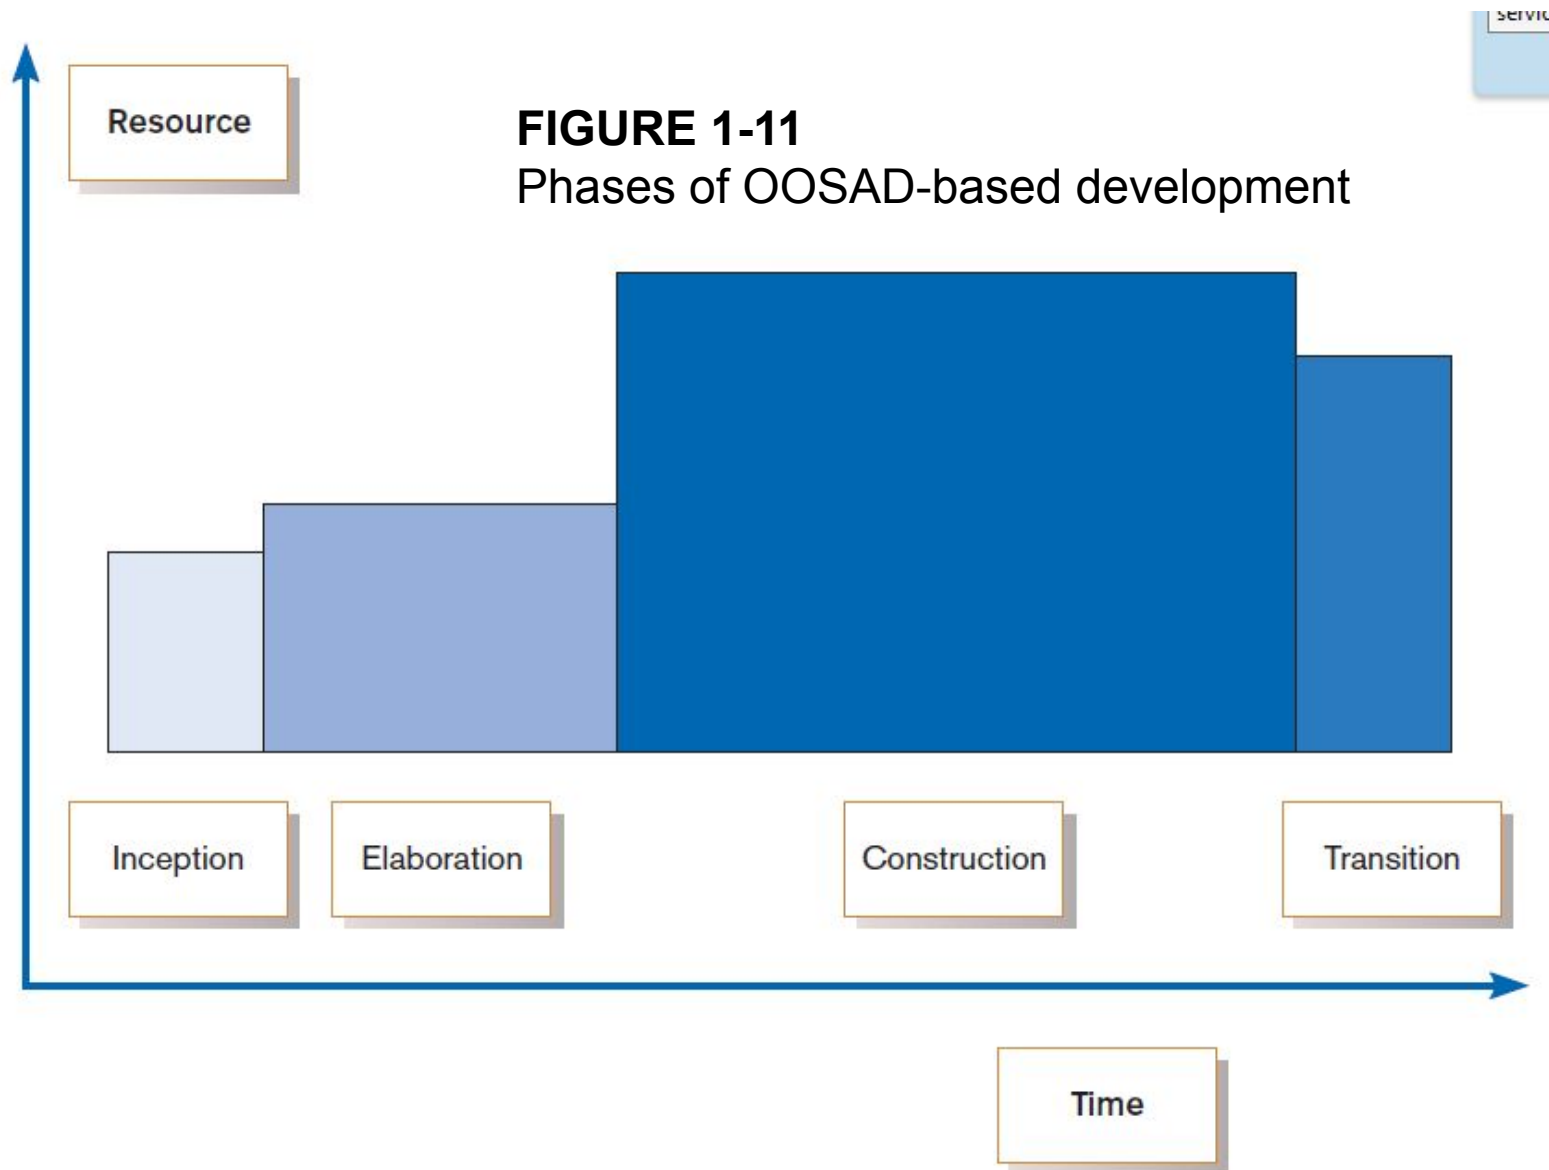 Resource
FIGURE 1-11
Phases of OOSAD-based development
Inception
Elaboration
Construction
Transition
Time